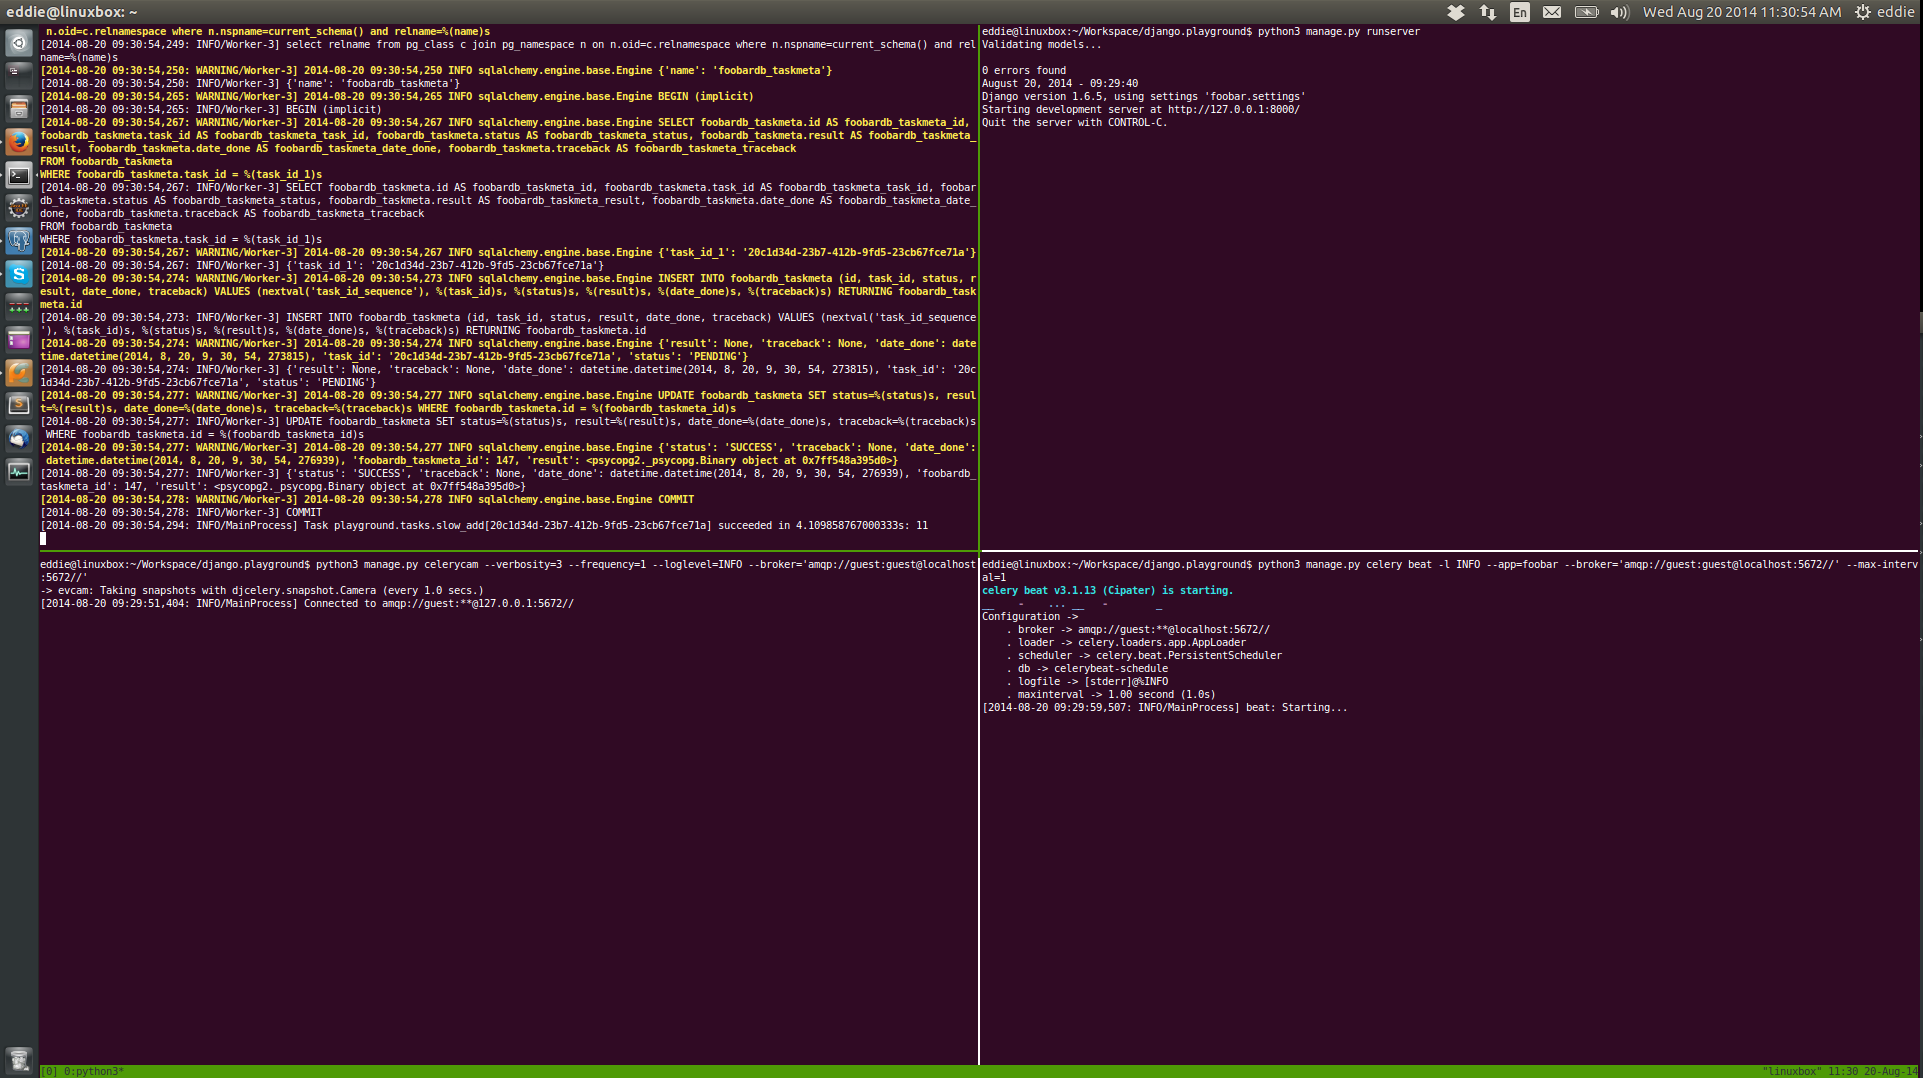 eddie@linuxbox: ~
En
Wed Aug 20 2014 11:30:54 AM
eddie
n.oid=c.relnamespace where n.nspname=current_schema() and relname=%(name)s
[2014-08-20 09:30:54,249: INFO/Worker-3] select relname from pg_class c join pg_namespace n on n.oid=c.relnamespace where n.nspname=current_schema() and rel
name=%(name)s
[2014-08-20 09:30:54,250: WARNING/Worker-3] 2014-08-20 09:30:54,250 INFO sqlalchemy.engine.base.Engine {'name': 'foobardb_taskmeta'}
[2014-08-20 09:30:54,250: INFO/Worker-3] {'name': 'foobardb_taskmeta'}
[2014-08-20 09:30:54,265: WARNING/Worker-3] 2014-08-20 09:30:54,265 INFO sqlalchemy.engine.base.Engine BEGIN (implicit)
[2014-08-20 09:30:54,265: INFO/Worker-3] BEGIN (implicit)
[2014-08-20 09:30:54,267: WARNING/Worker-3] 2014-08-20 09:30:54,267 INFO sqlalchemy.engine.base.Engine SELECT foobardb_taskmeta.id AS foobardb_taskmeta_id,
foobardb_taskmeta.task_id AS foobardb_taskmeta_task_id, foobardb_taskmeta.status AS foobardb_taskmeta_status, foobardb_taskmeta.result AS foobardb_taskmeta_
result, foobardb_taskmeta.date_done AS foobardb_taskmeta_date_done, foobardb_taskmeta.traceback AS foobardb_taskmeta_traceback
FROM foobardb_taskmeta
WHERE foobardb_taskmeta.task_id = %(task_id_1)s
[2014-08-20 09:30:54,267: INFO/Worker-3] SELECT foobardb_taskmeta.id AS foobardb_taskmeta_id, foobardb_taskmeta.task_id AS foobardb_taskmeta_task_id, foobar
db_taskmeta.status AS foobardb_taskmeta_status, foobardb_taskmeta.result AS foobardb_taskmeta_result, foobardb_taskmeta.date_done AS foobardb_taskmeta_date_
done, foobardb_taskmeta.traceback AS foobardb_taskmeta_traceback
FROM foobardb_taskmeta
WHERE foobardb_taskmeta.task_id = %(task_id_1)s
[2014-08-20 09:30:54,267: WARNING/Worker-3] 2014-08-20 09:30:54,267 INFO sqlalchemy.engine.base.Engine {'task_id_1': '20c1d34d-23b7-412b-9fd5-23cb67fce71a'}
[2014-08-20 09:30:54,267: INFO/Worker-3] {'task_id_1': '20c1d34d-23b7-412b-9fd5-23cb67fce71a'}
[2014-08-20 09:30:54,273: WARNING/Worker-3] 2014-08-20 09:30:54,273 INFO sqlalchemy.engine.base.Engine INSERT INTO foobardb_taskmeta (id, task_id, status, r
esult, date_done, traceback) VALUES (nextval('task_id_sequence'), %(task_id)s, %(status)s, %(result)s, %(date_done)s, %(traceback)s) RETURNING foobardb_task
meta.id
[2014-08-20 09:30:54,273: INFO/Worker-3] INSERT INTO foobardb_taskmeta (id, task_id, status, result, date_done, traceback) VALUES (nextval('task_id_sequence
'), %(task_id)s, %(status)s, %(result)s, %(date_done)s, %(traceback)s) RETURNING foobardb_taskmeta.id
[2014-08-20 09:30:54,274: WARNING/Worker-3] 2014-08-20 09:30:54,274 INFO sqlalchemy.engine.base.Engine {'result': None, 'traceback': None, 'date_done': date
time.datetime(2014, 8, 20, 9, 30, 54, 273815), 'task_id': '20c1d34d-23b7-412b-9fd5-23cb67fce71a', 'status': 'PENDING'}
[2014-08-20 09:30:54,274: INFO/Worker-3] {'result': None, 'traceback': None, 'date_done': datetime.datetime(2014, 8, 20, 9, 30, 54, 273815), 'task_id': '20c
1d34d-23b7-412b-9fd5-23cb67fce71a', 'status': 'PENDING'}
[2014-08-20 09:30:54,277: WARNING/Worker-3] 2014-08-20 09:30:54,277 INFO sqlalchemy.engine.base.Engine UPDATE foobardb_taskmeta SET status=%(status)s, resul
t=%(result)s, date_done=%(date_done)s, traceback=%(traceback)s WHERE foobardb_taskmeta.id = %(foobardb_taskmeta_id)s
[2014-08-20 09:30:54,277: INFO/Worker-3] UPDATE foobardb_taskmeta SET status=%(status)s, result=%(result)s, date_done=%(date_done)s, traceback=%(traceback)s
WHERE foobardb_taskmeta.id = %(foobardb_taskmeta_id)s
[2014-08-20 09:30:54,277: WARNING/Worker-3] 2014-08-20 09:30:54,277 INFO sqlalchemy.engine.base.Engine {'status': 'SUCCESS', 'traceback': None, 'date_done':
datetime.datetime(2014, 8, 20, 9, 30, 54, 276939), 'foobardb_taskmeta_id': 147, 'result': <psycopg2._psycopg.Binary object at 0x7ff548a395d0>}
[2014-08-20 09:30:54,277: INFO/Worker-3] {'status': 'SUCCESS', 'traceback': None, 'date_done': datetime.datetime(2014, 8, 20, 9, 30, 54, 276939), 'foobardb_
taskmeta_id': 147, 'result': <psycopg2._psycopg.Binary object at 0x7ff548a395d0>}
[2014-08-20 09:30:54,278: WARNING/Worker-3] 2014-08-20 09:30:54,278 INFO sqlalchemy.engine.base.Engine COMMIT
[2014-08-20 09:30:54,278: INFO/Worker-3] COMMIT
[2014-08-20 09:30:54,294: INFO/MainProcess] Task playground.tasks.slow_add[20c1d34d-23b7-412b-9fd5-23cb67fce71a] succeeded in 4.109858767000333s: 11
eddie@linuxbox:~/Workspace/django.playground$ python3 manage.py runserver
Validating models...
0 errors found
August 20, 2014 - 09:29:40
Django version 1.6.5, using settings 'foobar.settings'
Starting development server at http://127.0.0.1:8000/
Quit the server with CONTROL-C.
eddie@linuxbox:~/Workspace/django.playground$ python3 manage.py celerycam --verbosity=3 --frequency=1 --loglevel=INFO --broker='amqp://guest:guest@localhost
:5672//'
-> evcam: Taking snapshots with djcelery.snapshot.Camera (every 1.0 secs.)
[2014-08-20 09:29:51,404: INFO/MainProcess] Connected to amqp://guest:**@127.0.0.1:5672//
eddie@linuxbox:~/Workspace/django.playground$ python3 manage.py celery beat -l INFO --app=foobar --broker='amqp://guest:guest@localhost:5672//' --max-interv
al=1
celery beat v3.1.13 (Cipater) is starting.
__    -    ... __   -        _
Configuration ->
. broker -> amqp://guest:**@localhost:5672//
. loader -> celery.loaders.app.AppLoader
. scheduler -> celery.beat.PersistentScheduler
. db -> celerybeat-schedule
. logfile -> [stderr]@%INFO
. maxinterval -> 1.00 second (1.0s)
[2014-08-20 09:29:59,507: INFO/MainProcess] beat: Starting...
[0] 0:python3*
"linuxbox" 11:30 20-Aug-14